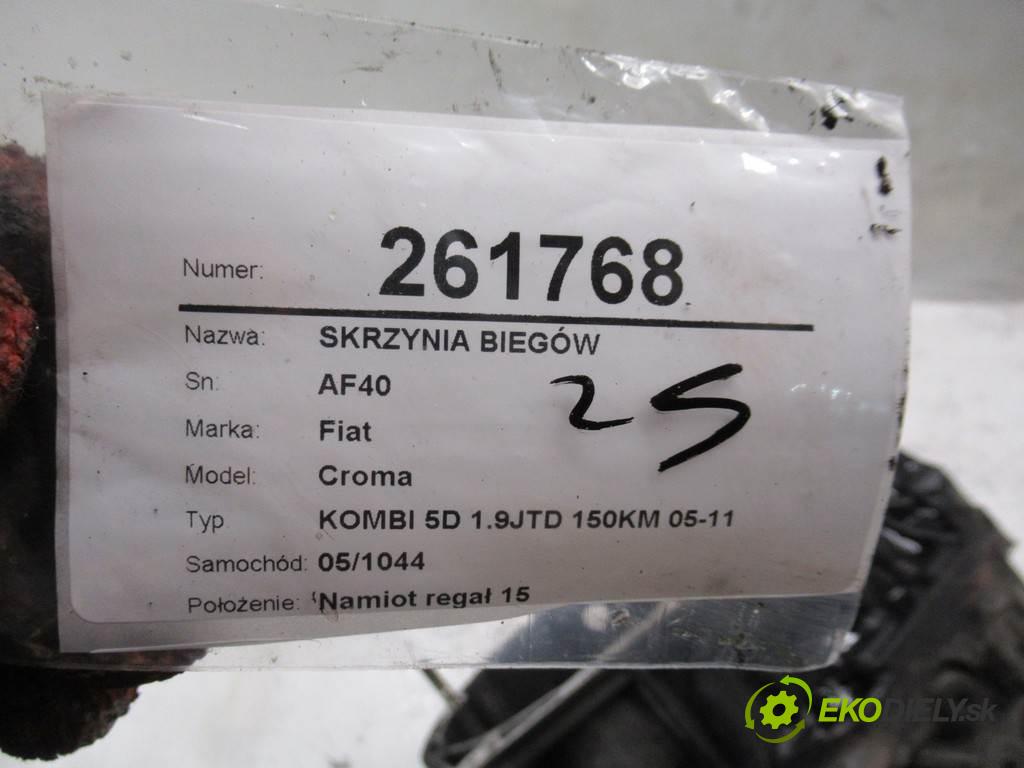 Numer: 261768
Nazwa: SKRZYNIA BIEGÓW
Sn: AF40
25
Marka: Fiat
Model: Croma
Typ KOMBI 5D 1.9JTD 150KM 05-11
Samochód: 05/1044
Położenie: Namiot regał 15
EKODIELY.sk